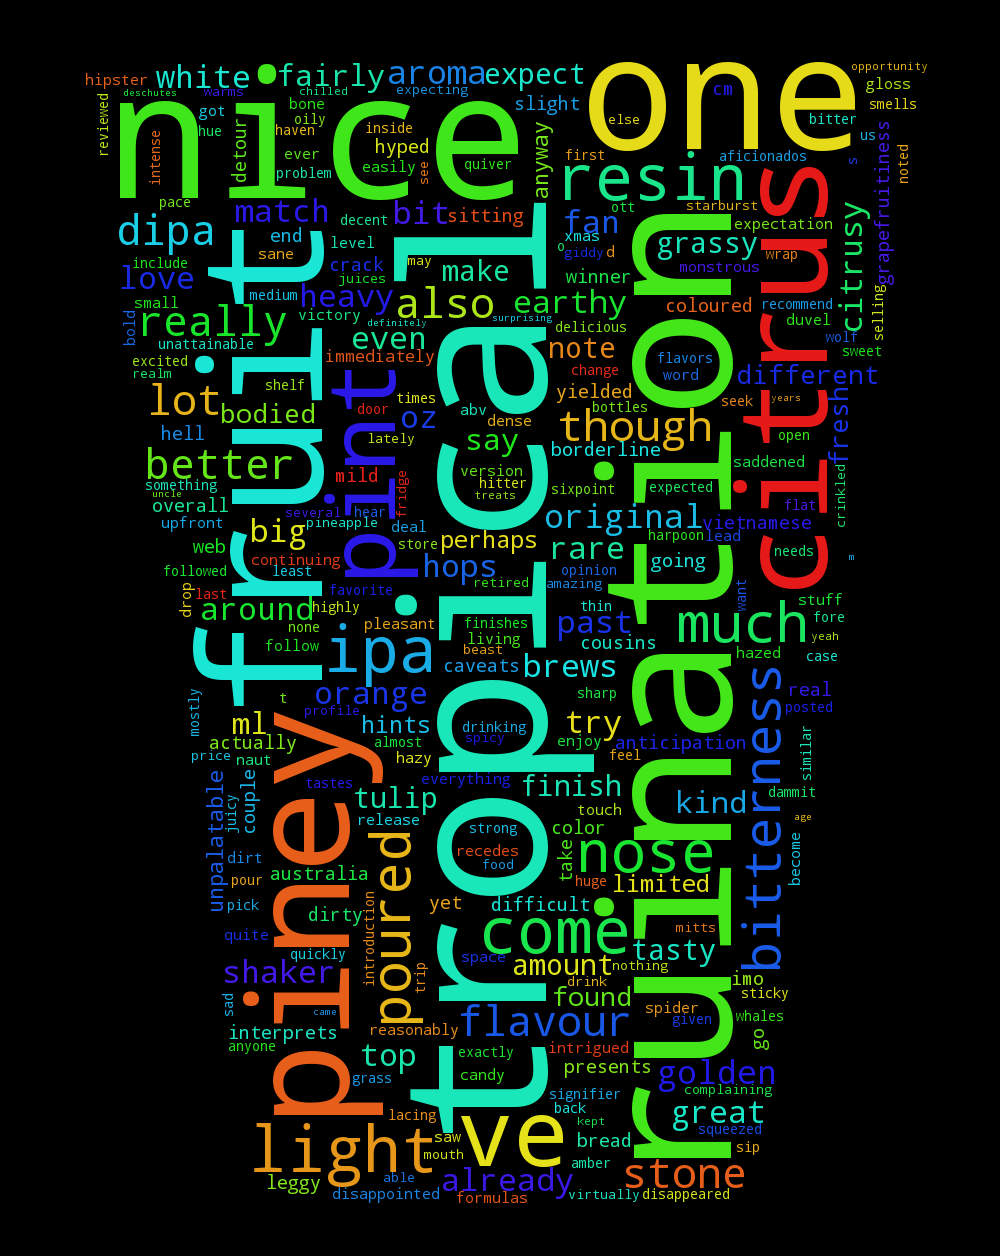 nice
one
opportunity
hipster
white
fairly
aroma
expect
gloss
deschutes
warms
chilled
expecting
slight
cm
smells
reviewed
got
bone
oily
else
bitter
hue
haven
inside
hyped
us
intense
detour
ever
easily
see
quiver
anyway
first
aficionados
s
grapefruitiness
noted
problem
resin
pace
match
decent
bit
sitting
ott
starburst
citrus
citrusy
dipa
end
level
fan
xmas
expectation
sane
may
o
giddy
d
grassy
wrap
include
love
crack
make
winner
monstrous
juices
medium
heavy
also
earthy
coloured
recommend
selling
small
bold
really
victory
definitely
surprising
delicious
duvel
unattainable
even
note
flavors
wolf
sweet
excited
realm
immediately
change
word
different
shelf
lot
times
yielded
seek
years
bodied
door
oz
abv
dense
bottles
though
open
fresh
hell
lately
say
borderline
saddened
better
something
mild
fridge
version
hitter
treats
sixpoint
expected
flat
crinkled
uncle
overall
several
hear
pint
fruit
tropical
rulination
upfront
big
pineapple
deal
original
vietnamese
harpoon
lead
web
store
perhaps
rare
needs
m
continuing
followed
least
hops
opinion
going
amazing
drop
last
favorite
retired
want
around
highly
thin
stuff
none
pleasant
finishes
past
much
fore
yeah
follow
ipa
living
cousins
hazed
case
beast
caveats
brews
t
orange
sharp
real
mostly
profile
posted
ml
hints
drinking
try
bitterness
actually
almost
spicy
enjoy
anticipation
similar
price
naut
hazy
feel
piney
tastes
everything
finish
kind
dammit
unpalatable
juicy
couple
tulip
touch
age
release
strong
color
dirt
poured
recedes
food
take
nose
become
australia
pour
huge
limited
pick
dirty
introduction
yet
difficult
quite
come
mitts
quickly
trip
space
tasty
shaker
amount
nothing
imo
drink
sticky
sad
came
found
spider
interprets
reasonably
flavour
given
whales
go
anyone
top
exactly
intrigued
grass
candy
presents
golden
complaining
signifier
lacing
back
great
kept
squeezed
light
saw
ve
bread
sip
mouth
amber
leggy
able
already
stone
disappointed
formulas
virtually
disappeared